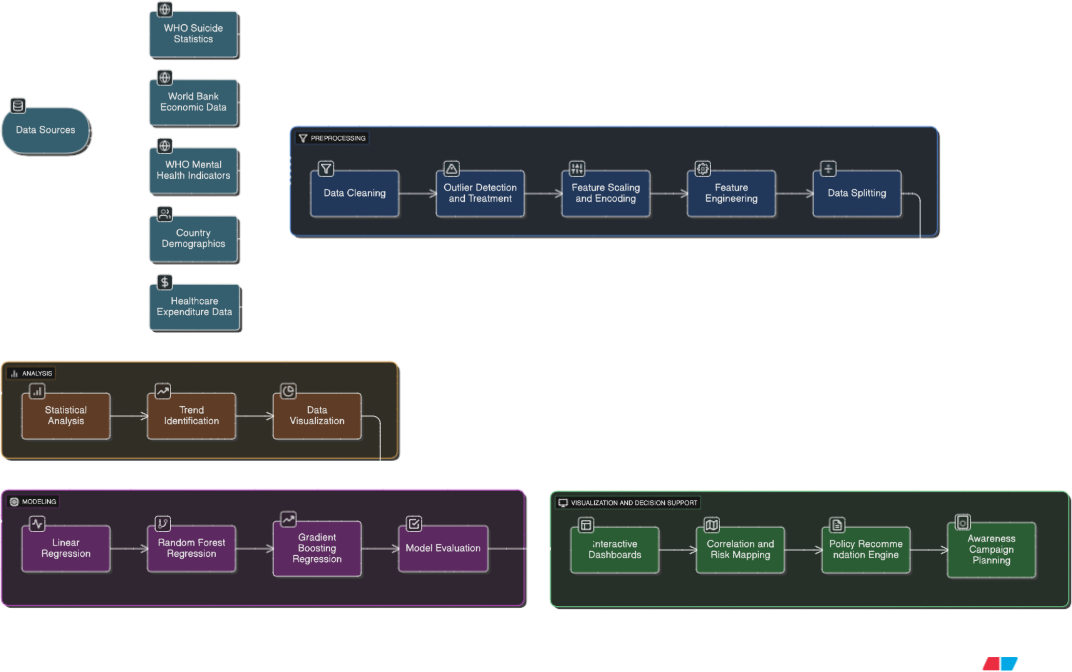 WHO Suicide
Statistics
World Bank
Economic Data
Data Sources
WHO Mental
Health Indicators
Country
Demographics
Healthcare
Expenditure Data
PREPROCESSING
Data Cleaning
Outlier Detection
and Treatment
Feature Scaling
and Encoding
Feature
Engineering
Data Splitting
ANALYSIS
Statistical
Analysis
Trend
Identification
Data
Visualization
MODELING
Linear
Regression
Random Forest
Regression
Gradient
Boosting
Regression
Model Evaluation
VISUALIZATION AND DECISION SUPPORT
Interactive
Dashboards
Correlation and
Risk Mapping
Policy Recomme
ndation Engine
Awareness
Campaign
Planning